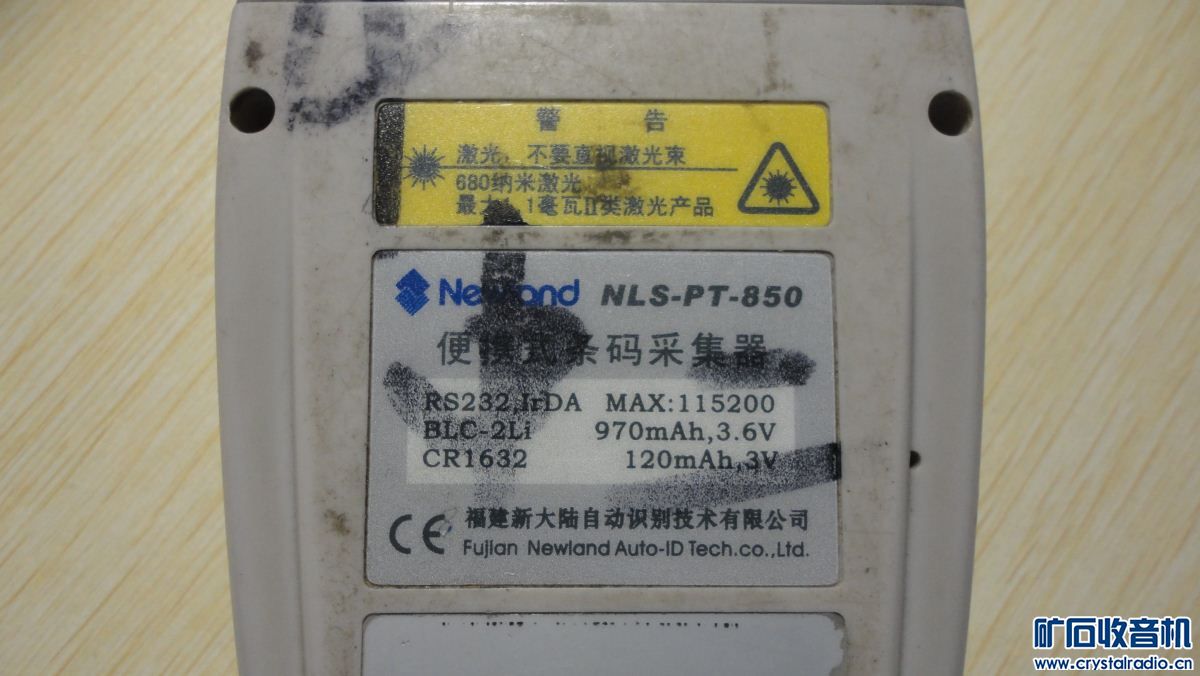 警 告
激光，不要直视激光束
680纳米激光
最大1.1毫瓦II类激光产品
Newland NLS-PT-850
便携式条码采集器
RS232,IrDA MAX:115200
BLC-2Li 970mAh,3.6V
CR1632 120mAh,3V
CE 福建新大陆自动识别技术有限公司
Fujian Newland Auto-ID Tech.co.,Ltd.
矿石收音机
www.crystalradio.cn